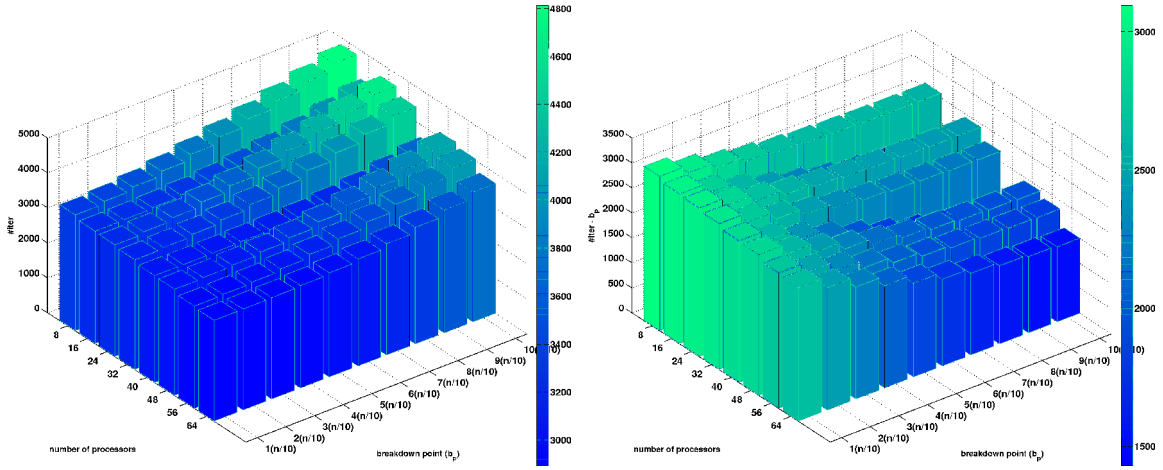 5000
4000
3000
2000
1000
0
#iter
8
16
24
32
40
48
56
64
number of processors
1(n/10)
2(n/10)
3(n/10)
4(n/10)
5(n/10)
6(n/10)
7(n/10)
8(n/10)
9(n/10)
breakdown point (b_p)
4800
4600
4400
4200
4000
3800
3600
3400
3200
3000
3500
3000
2500
2000
1500
1000
500
0
#iter - b_p
8
16
24
32
40
48
56
64
number of processors
1(n/10)
2(n/10)
3(n/10)
4(n/10)
5(n/10)
6(n/10)
7(n/10)
8(n/10)
9(n/10)
breakdown point (b_p)
3000
2500
2000
1500